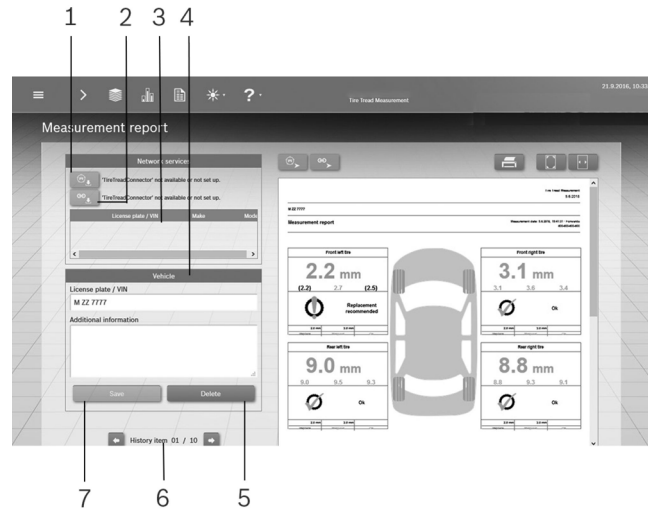 1 2 3 4
21.9.2016, 10:33
?
Tire Tread Measurement
Measurement report
Network services
'TireTreadConnector' not available or not set up.
'TireTreadConnector' not available or not set up.
License plate / VIN Make Mode
Vehicle
License plate / VIN
M ZZ 7777
Additional information
Save Delete
History item 01 / 10
Tire Tread Measurement
M ZZ 7777
Measurement report
Front left tire
2.2 mm
(2.2) 2.7 (2.5)
Replacement
recommended
Front right tire
3.1 mm
3.1 3.6 3.4
Ok
Rear left tire
9.0 mm
9.0 9.5 9.3
Ok
Rear right tire
8.8 mm
8.8 9.3 9.1
Ok
7 6 5